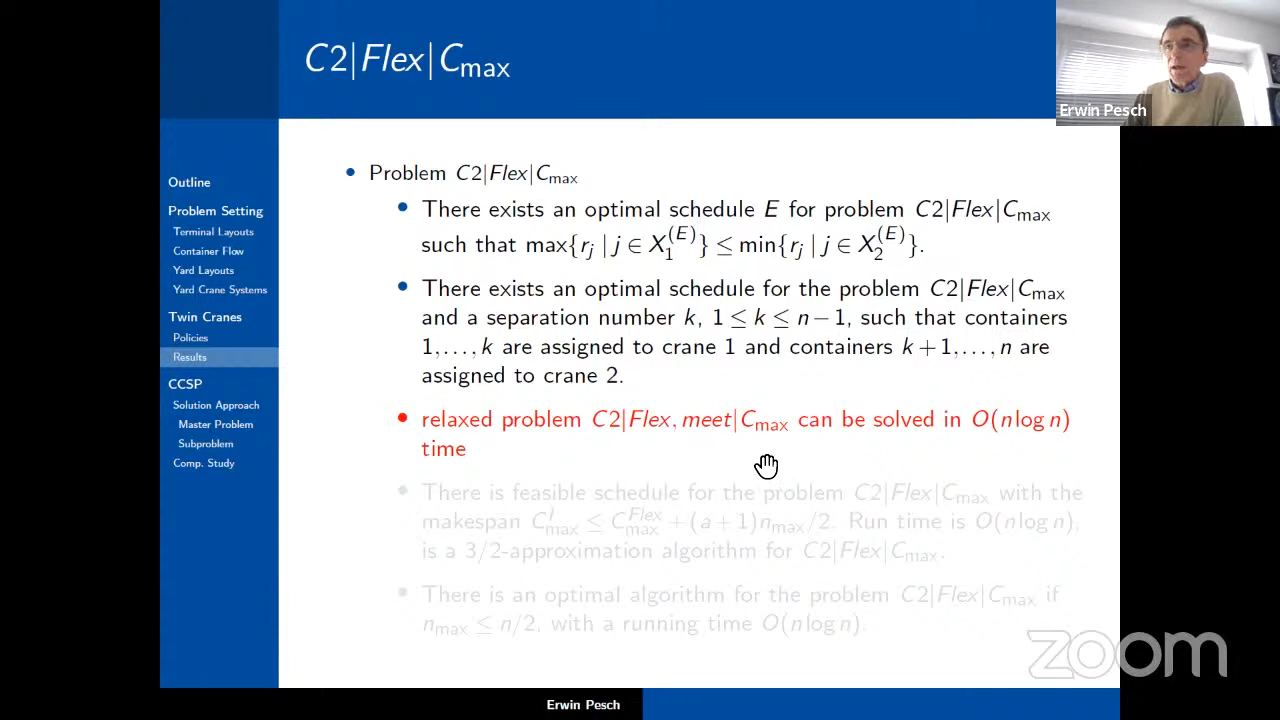 C2|Flex|Cmax
Erwin Pesch
Outline
Problem Setting
Terminal Layouts
Container Flow
Yard Layouts
Yard Crane Systems
Twin Cranes
Policies
Results
CCSP
Solution Approach
Master Problem
Subproblem
Comp. Study
• Problem C2|Flex|Cmax
• There exists an optimal schedule E for problem C2|Flex|Cmax
such that max{rj | j ∈ X1(E)} ≤ min{rj | j ∈ X2(E)}.
• There exists an optimal schedule for the problem C2|Flex|Cmax
and a separation number k, 1 ≤ k ≤ n−1, such that containers
1,...,k are assigned to crane 1 and containers k+1,...,n are
assigned to crane 2.
• relaxed problem C2|Flex,meet|Cmax can be solved in O(n log n)
time
• There is feasible schedule for the problem C2|Flex|Cmax with the
makespan CmaxI ≤ CmaxFlex + (a+1)nmax/2. Run time is O(n log n),
is a 3/2-approximation algorithm for C2|Flex|Cmax.
• There is an optimal algorithm for the problem C2|Flex|Cmax if
nmax ≤ n/2, with a running time O(n log n).
zoom
Erwin Pesch